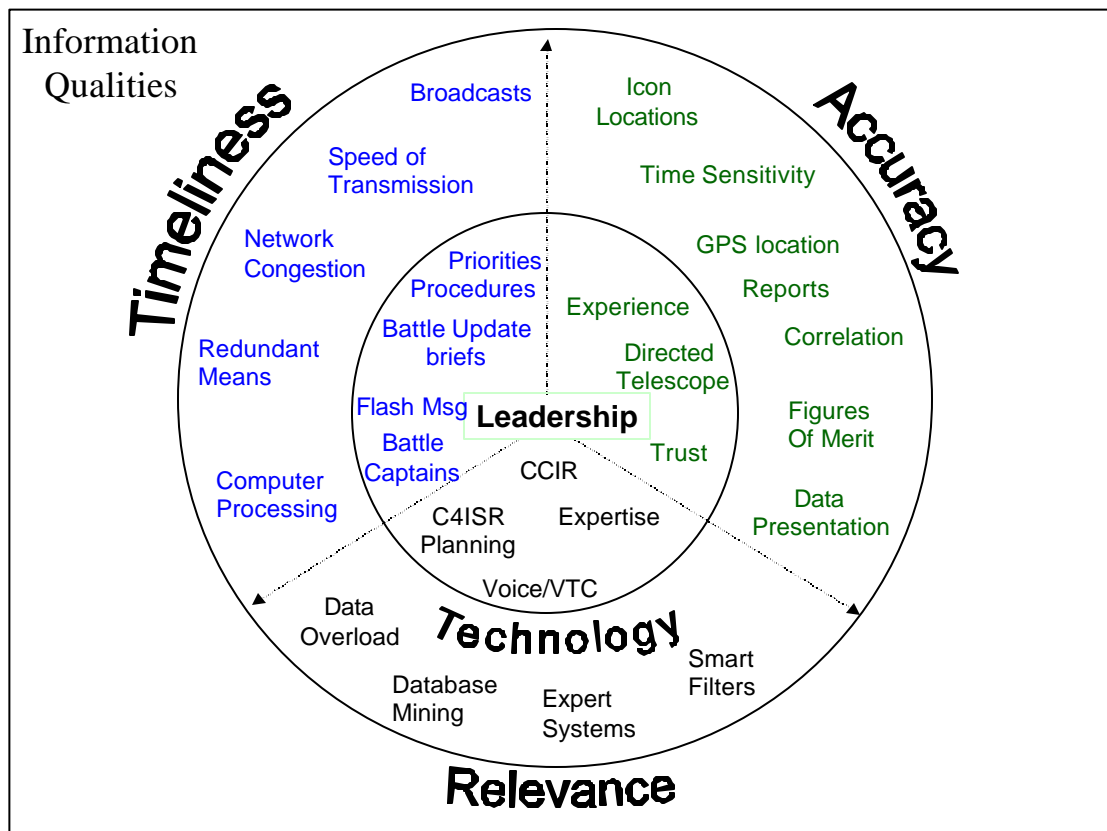 Information
Qualities
Timeliness
Accuracy
Broadcasts
Speed of
Transmission
Network
Congestion
Redundant
Means
Computer
Processing
Icon
Locations
Time Sensitivity
GPS location
Reports
Correlation
Figures
Of Merit
Data
Presentation
Priorities
Procedures
Battle Update
briefs
Flash Msg
Battle
Captains
Experience
Directed
Telescope
Trust
Leadership
CCIR
C4ISR
Planning
Expertise
Voice/VTC
Technology
Data
Overload
Database
Mining
Expert
Systems
Smart
Filters
Relevance